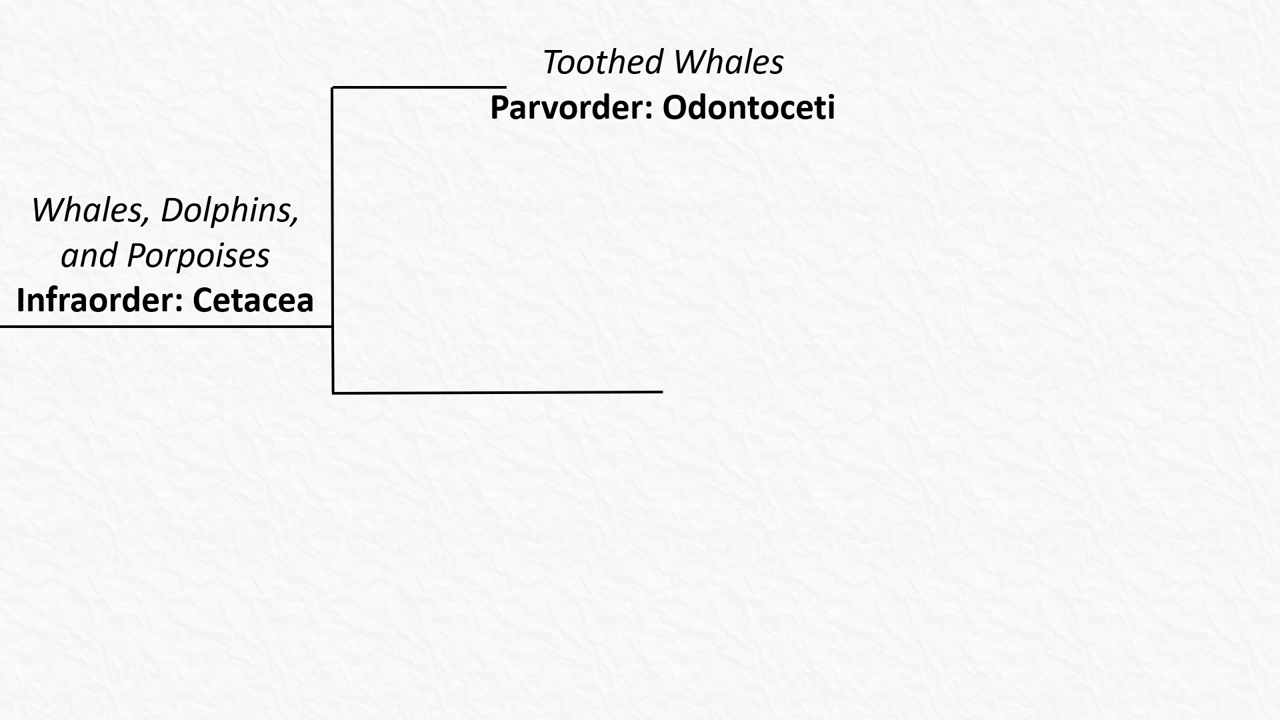 Toothed Whales
Parvorder: Odontoceti
Whales, Dolphins,
and Porpoises
Infraorder: Cetacea